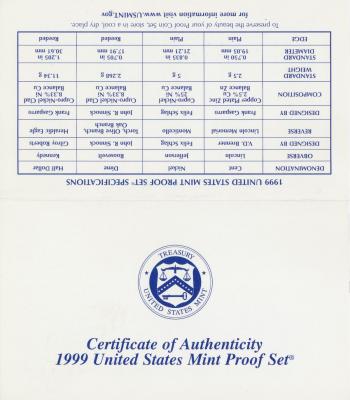 1999 UNITED STATES MINT PROOF SET® SPECIFICATIONS
DENOMINATION Cent Nickel Dime Half Dollar
OBVERSE Lincoln Jefferson Roosevelt Kennedy
DESIGNED BY V.D. Brenner Felix Schlag John R. Sinnock Gilroy Roberts
REVERSE Lincoln Memorial Monticello Torch, Olive Branch, Oak Branch Heraldic Eagle
DESIGNED BY Frank Gasparro Felix Schlag John R. Sinnock Frank Gasparro
COMPOSITION Copper Plated Zinc 2.5% Cu Balance Zn Cupro-Nickel 25% Ni Balance Cu Cupro-Nickel Clad 8.33% Ni Balance Cu Cupro-Nickel Clad 8.33% Ni Balance Cu
STANDARD WEIGHT 2.5 g 5 g 2.268 g 11.34 g
STANDARD DIAMETER 0.750 in 19.05 mm 0.835 in 21.21 mm 0.705 in 17.91 mm 1.205 in 30.61 mm
EDGE Plain Plain Reeded Reeded
To preserve the beauty of your Proof Coin Set, store in a cool, dry place.
for more information visit www.USMINT.gov
TREASURY
UNITED STATES MINT
Certificate of Authenticity
1999 United States Mint Proof Set®